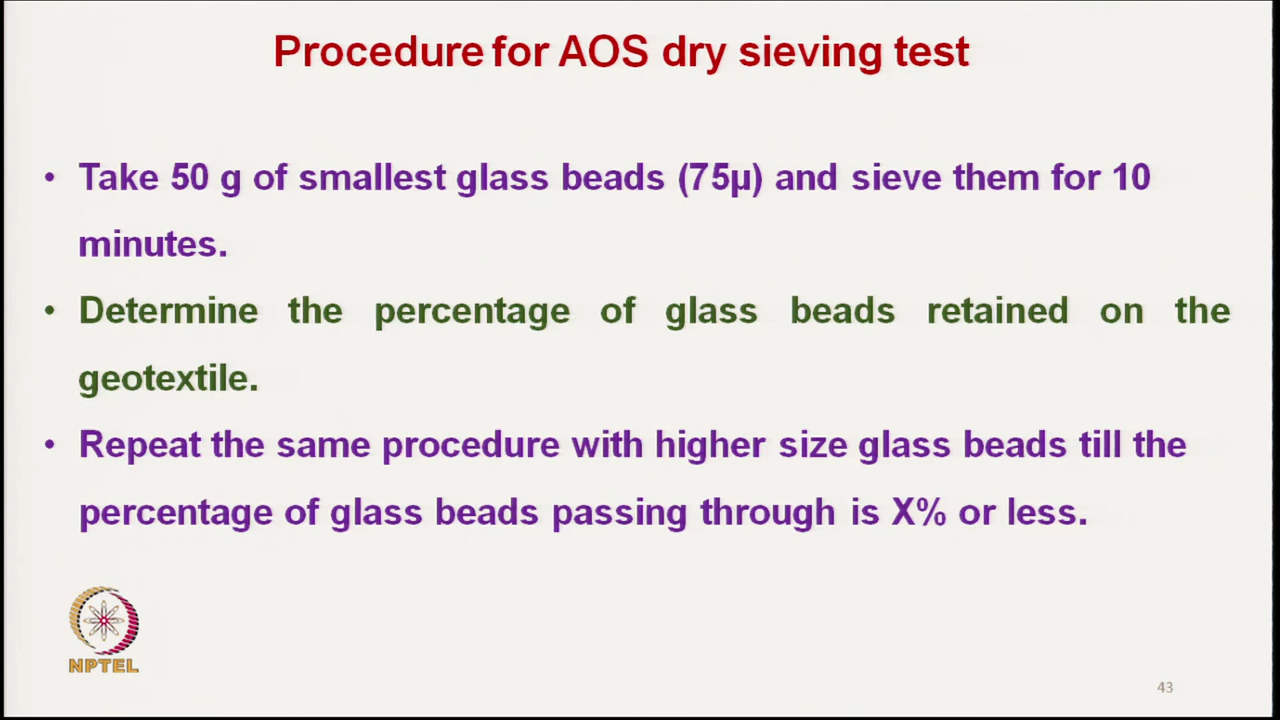 Procedure for AOS dry sieving test
• Take 50 g of smallest glass beads (75µ) and sieve them for 10
minutes.
• Determine the percentage of glass beads retained on the
geotextile.
• Repeat the same procedure with higher size glass beads till the
percentage of glass beads passing through is X% or less.
NPTEL
43